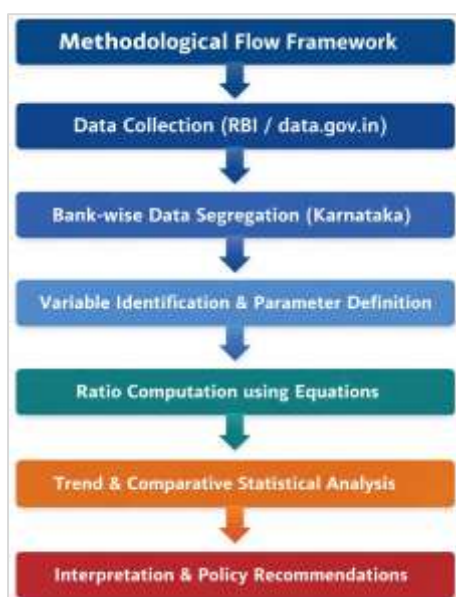 Methodological Flow Framework
Data Collection (RBI / data.gov.in)
Bank-wise Data Segregation (Karnataka)
Variable Identification & Parameter Definition
Ratio Computation using Equations
Trend & Comparative Statistical Analysis
Interpretation & Policy Recommendations